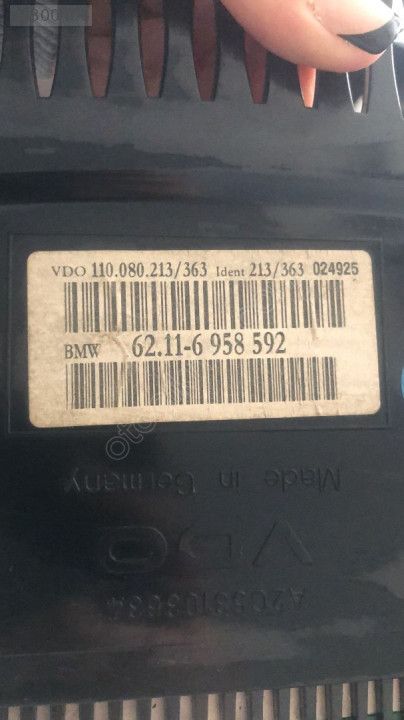 VDO 110.080.213/363 Ident 213/363 024925
BMW 62.11-6 958 592
Made in Germany
VDO